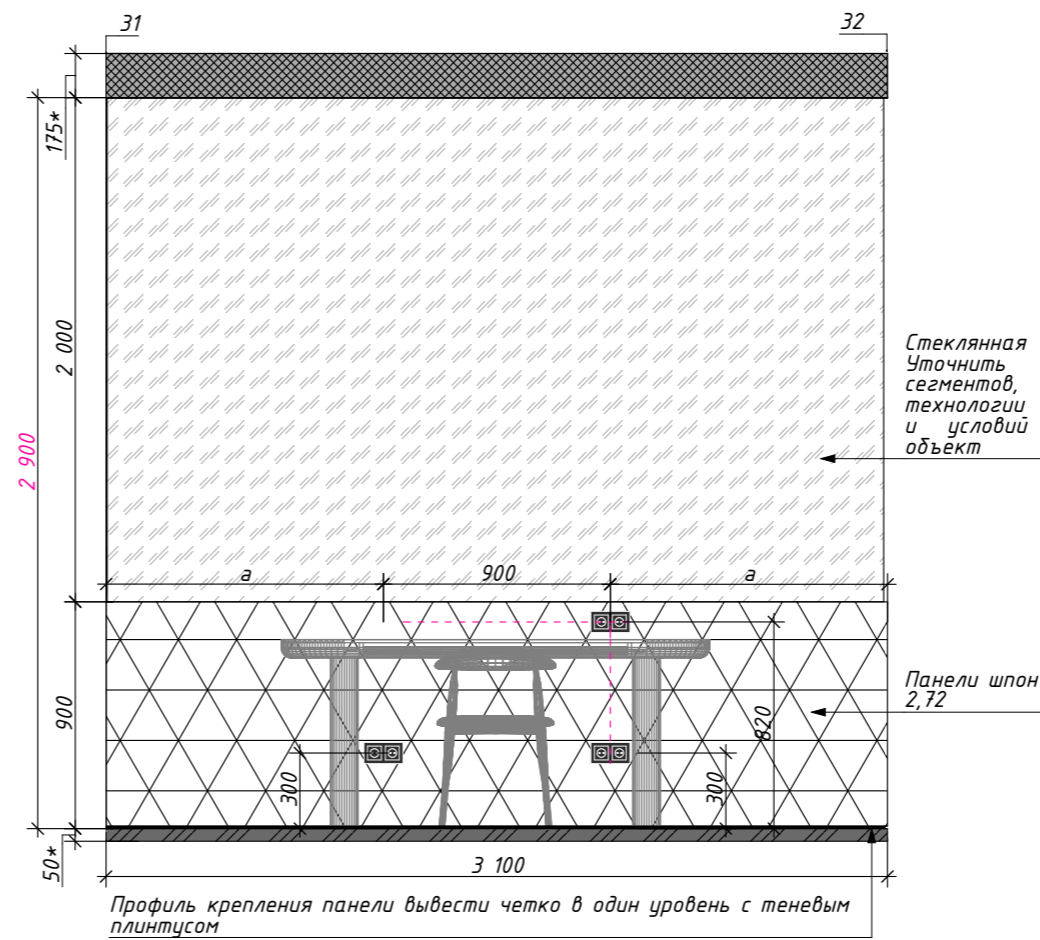 31
32
175*
2 000
2 900
Стеклянная
Уточнить
сегментов,
технологии
и условий
объект
a
900
a
900
820
Панели шпон
2,72
300
300
50*
3 100
Профиль крепления панели вывести четко в один уровень с теневым
плинтусом